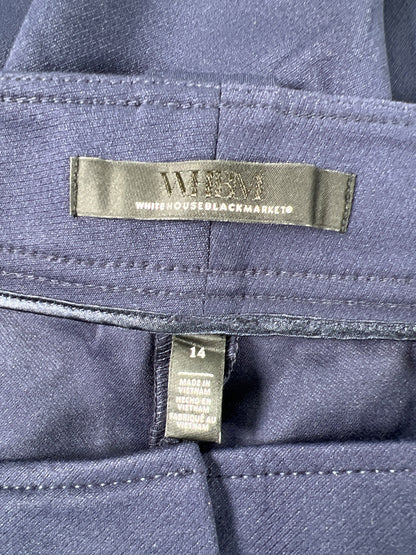 WHBM
WHITEHOUSEBLACKMARKET®
14
MADE IN
VIETNAM
HECHO EN
VIETNAM
FABRIQUÉ AU
VIETNAM